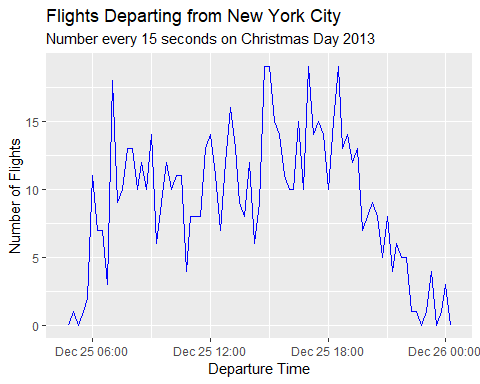 Flights Departing from New York City
Number every 15 seconds on Christmas Day 2013
Number of Flights
15
10
5
0
Dec 25 06:00
Dec 25 12:00
Dec 25 18:00
Dec 26 00:00
Departure Time